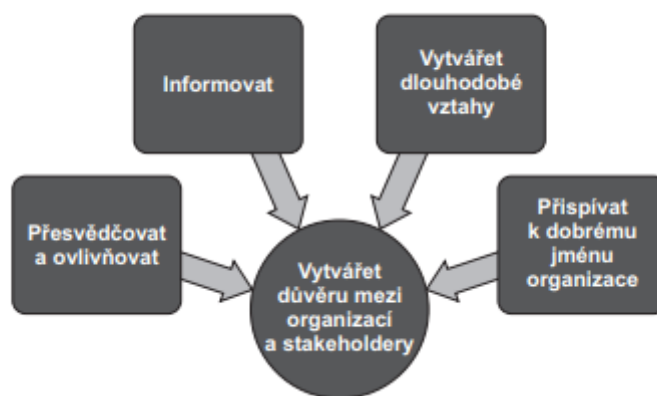 Informovat
Vytvářet
dlouhodobé
vztahy
Přesvědčovat
a ovlivňovat
Přispívat
k dobrému
jménu
organizace
Vytvářet
důvěru mezi
organizací
a stakeholdery